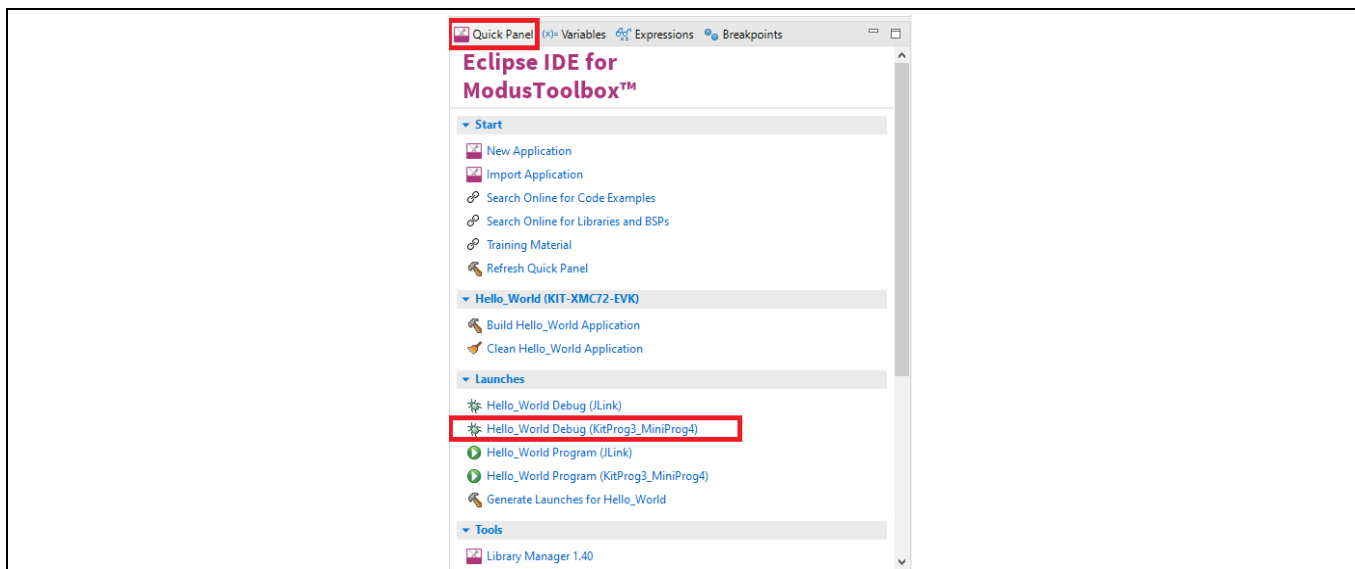 Quick Panel (x)= Variables Expressions Breakpoints
Eclipse IDE for
ModusToolbox™
Start
New Application
Import Application
Search Online for Code Examples
Search Online for Libraries and BSPs
Training Material
Refresh Quick Panel
Hello_World (KIT-XMC72-EVK)
Build Hello_World Application
Clean Hello_World Application
Launches
Hello_World Debug (JLink)
Hello_World Debug (KitProg3_MiniProg4)
Hello_World Program (JLink)
Hello_World Program (KitProg3_MiniProg4)
Generate Launches for Hello_World
Tools
Library Manager 1.40